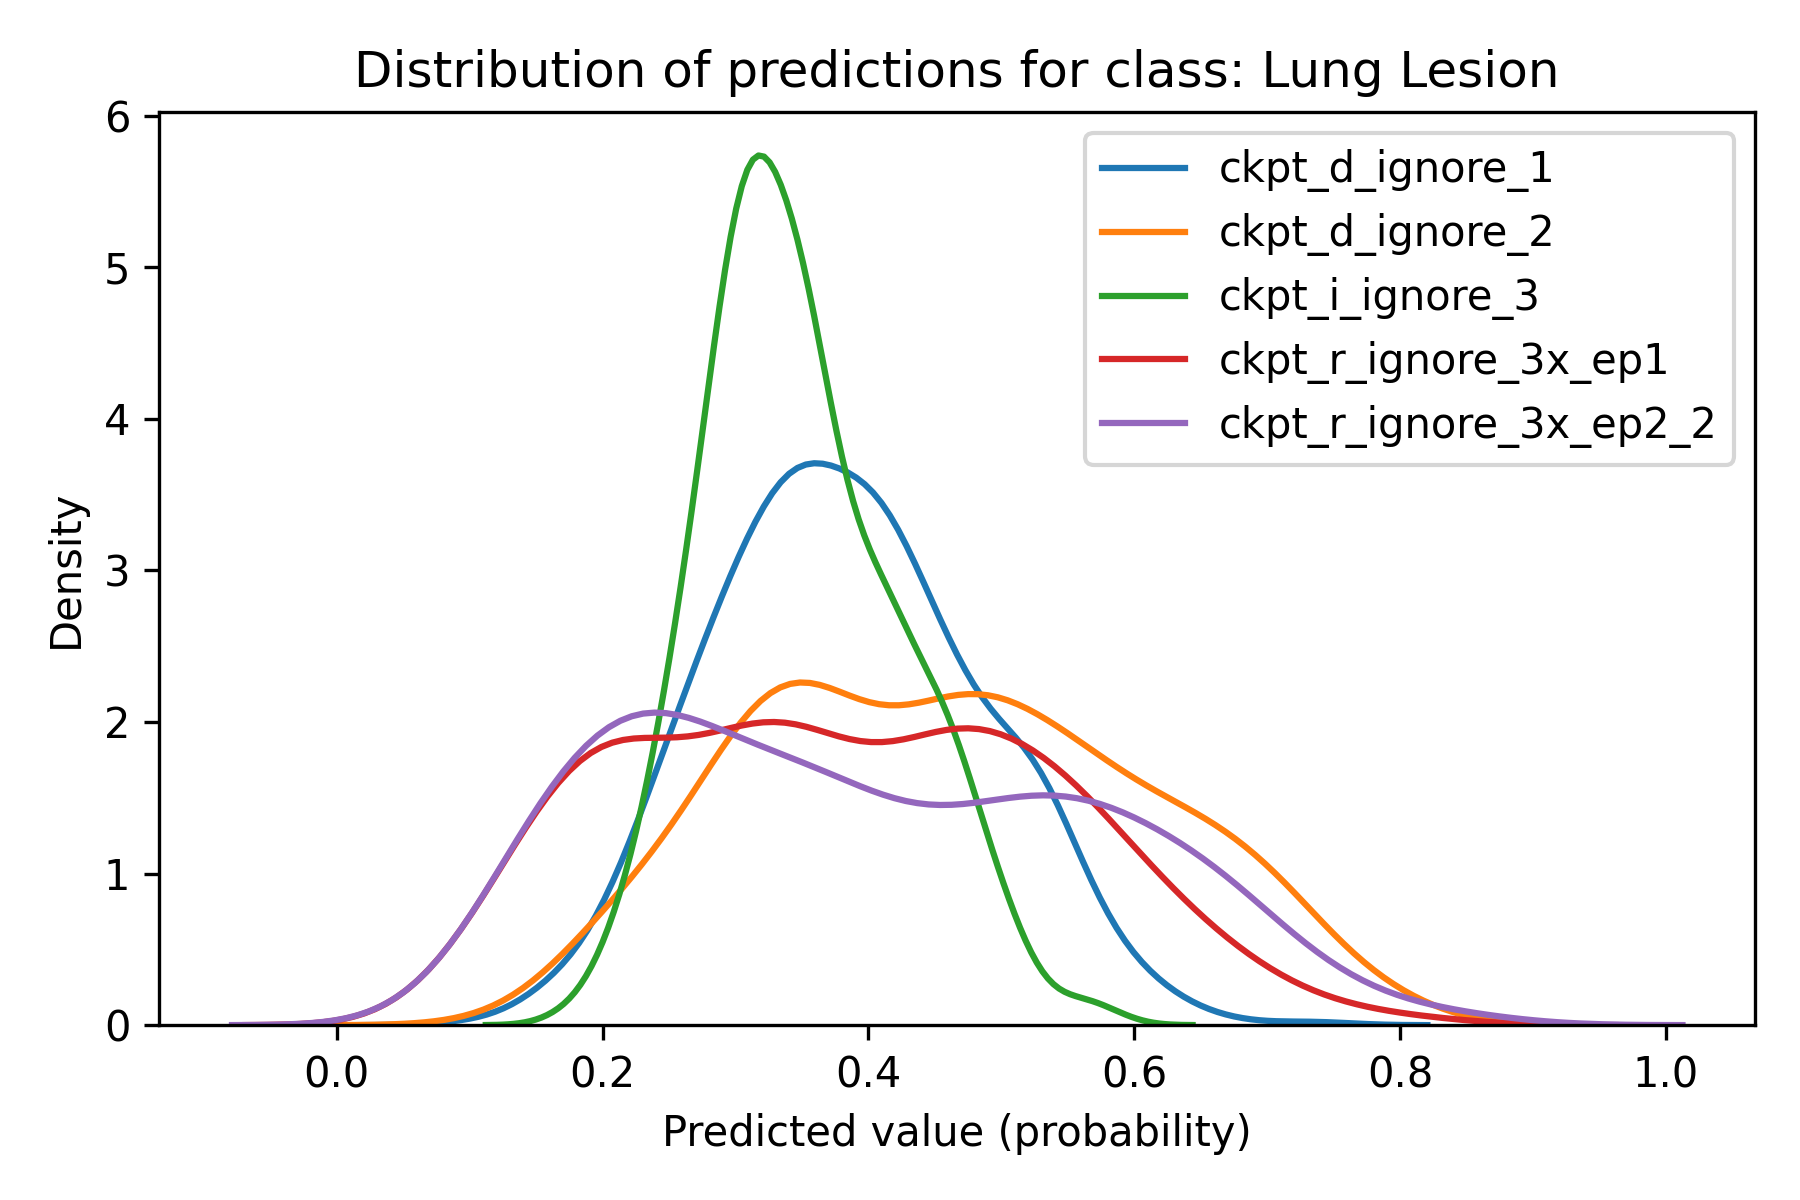 Distribution of predictions for class: Lung Lesion
6
5
4
3
2
1
0
Density
ckpt_d_ignore_1
ckpt_d_ignore_2
ckpt_i_ignore_3
ckpt_r_ignore_3x_ep1
ckpt_r_ignore_3x_ep2_2
0.0 0.2 0.4 0.6 0.8 1.0
Predicted value (probability)